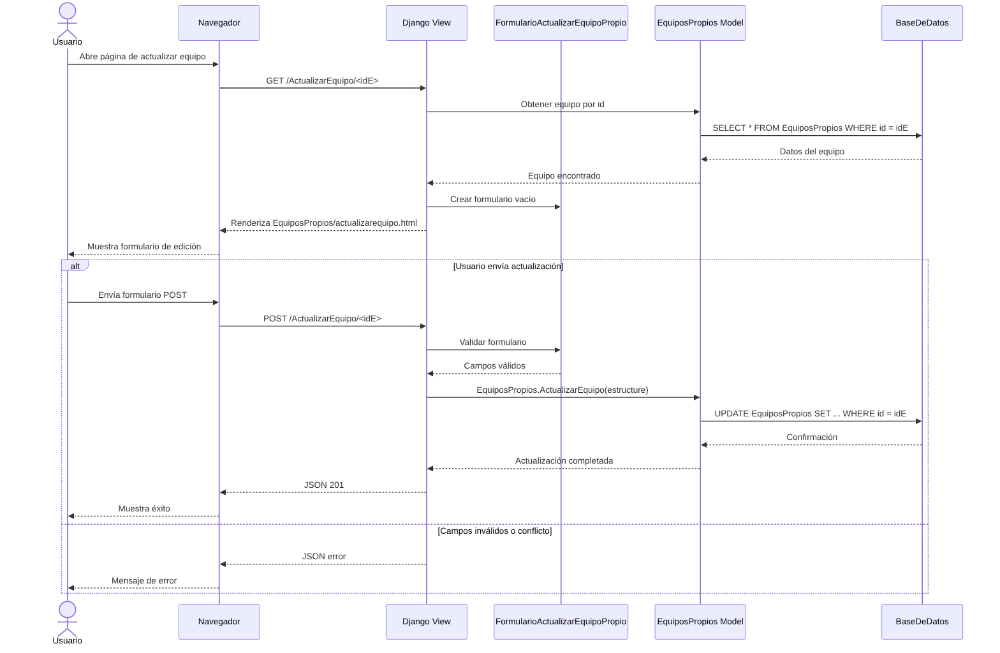 Usuario
Navegador
Django View
FormularioActualizarEquipoPropio
EquiposPropios Model
BaseDeDatos
Abre página de actualizar equipo
GET /ActualizarEquipo/<idE>
Obtener equipo por id
SELECT * FROM EquiposPropios WHERE id = idE
Datos del equipo
Equipo encontrado
Crear formulario vacío
Renderiza EquiposPropios/actualizarequipo.html
Muestra formulario de edición
alt
[Usuario envía actualización]
Envía formulario POST
POST /ActualizarEquipo/<idE>
Validar formulario
Campos válidos
EquiposPropios.ActualizarEquipo(estructure)
UPDATE EquiposPropios SET ... WHERE id = idE
Confirmación
Actualización completada
JSON 201
Muestra éxito
[Campos inválidos o conflicto]
JSON error
Mensaje de error
Usuario
Navegador
Django View
FormularioActualizarEquipoPropio
EquiposPropios Model
BaseDeDatos